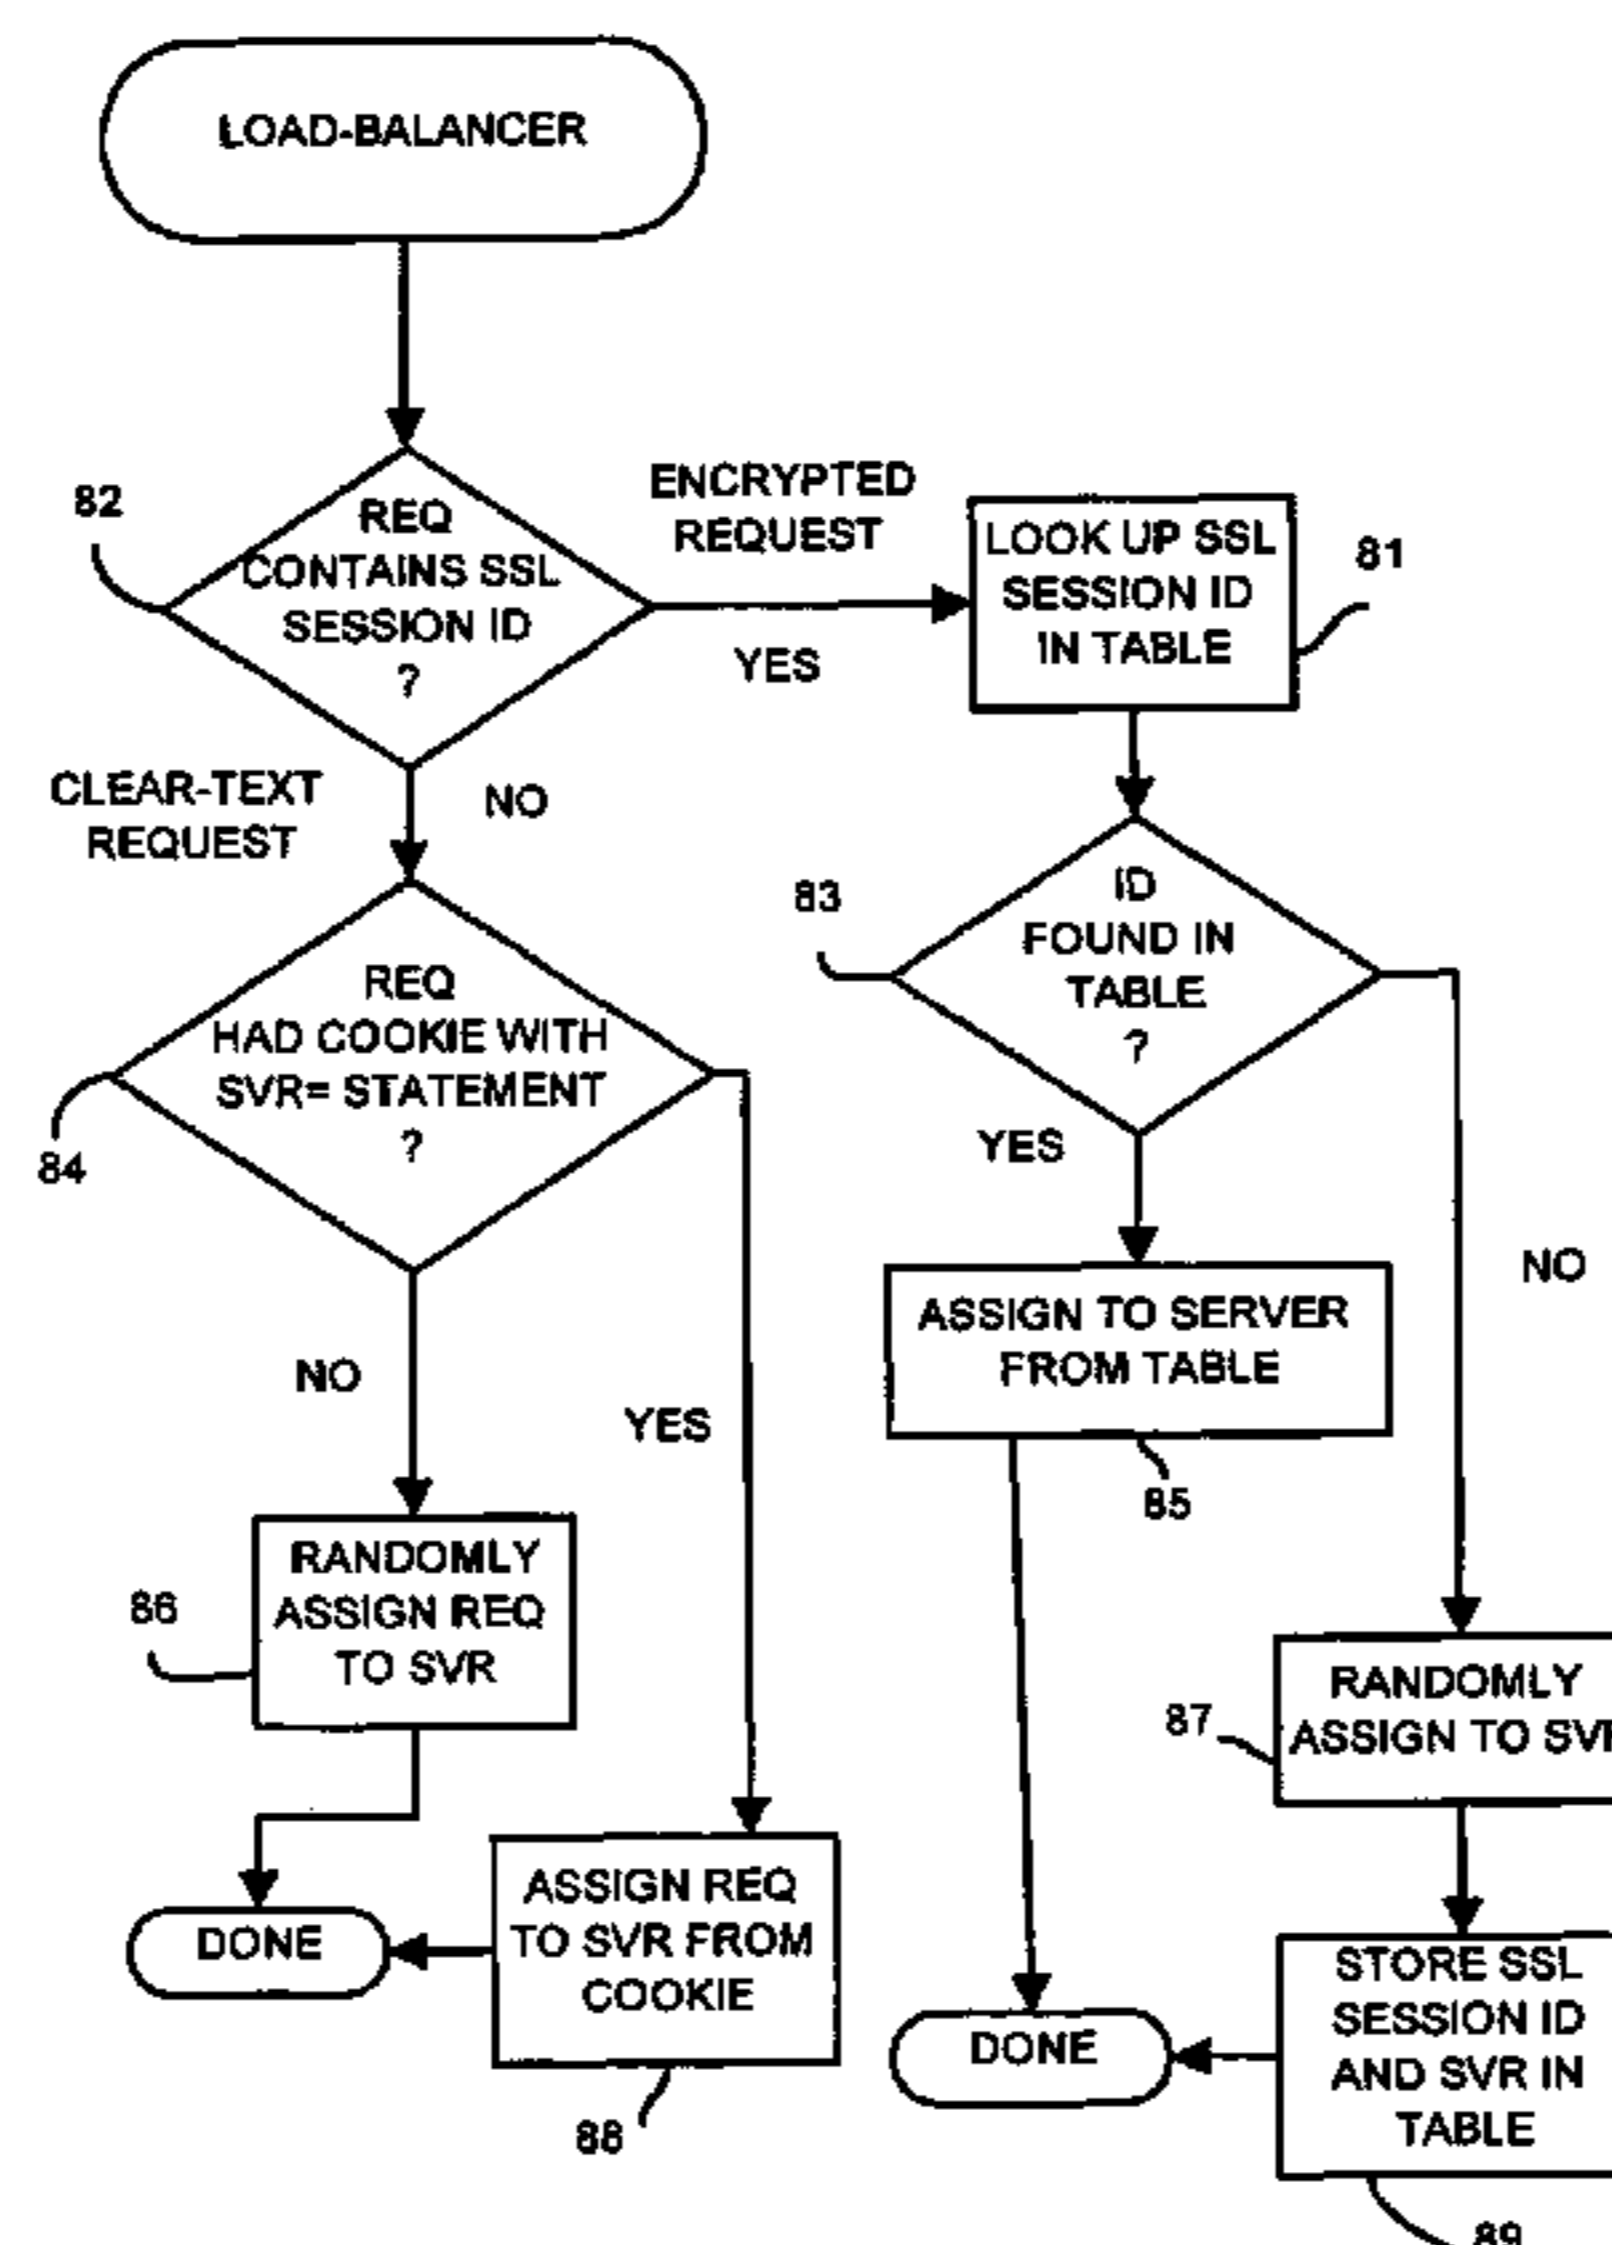 LOAD-BALANCER
82
REQ
CONTAINS SSL
SESSION ID
?
ENCRYPTED
REQUEST
YES
LOOK UP SSL
SESSION ID
IN TABLE
81
CLEAR-TEXT
REQUEST
NO
83
ID
FOUND IN
TABLE
?
REQ
HAD COOKIE WITH
SVR= STATEMENT
?
84
YES
NO
ASSIGN TO SERVER
FROM TABLE
85
NO
YES
86
RANDOMLY
ASSIGN REQ
TO SVR
87
RANDOMLY
ASSIGN TO SVR
DONE
ASSIGN REQ
TO SVR FROM
COOKIE
88
DONE
STORE SSL
SESSION ID
AND SVR IN
TABLE
89